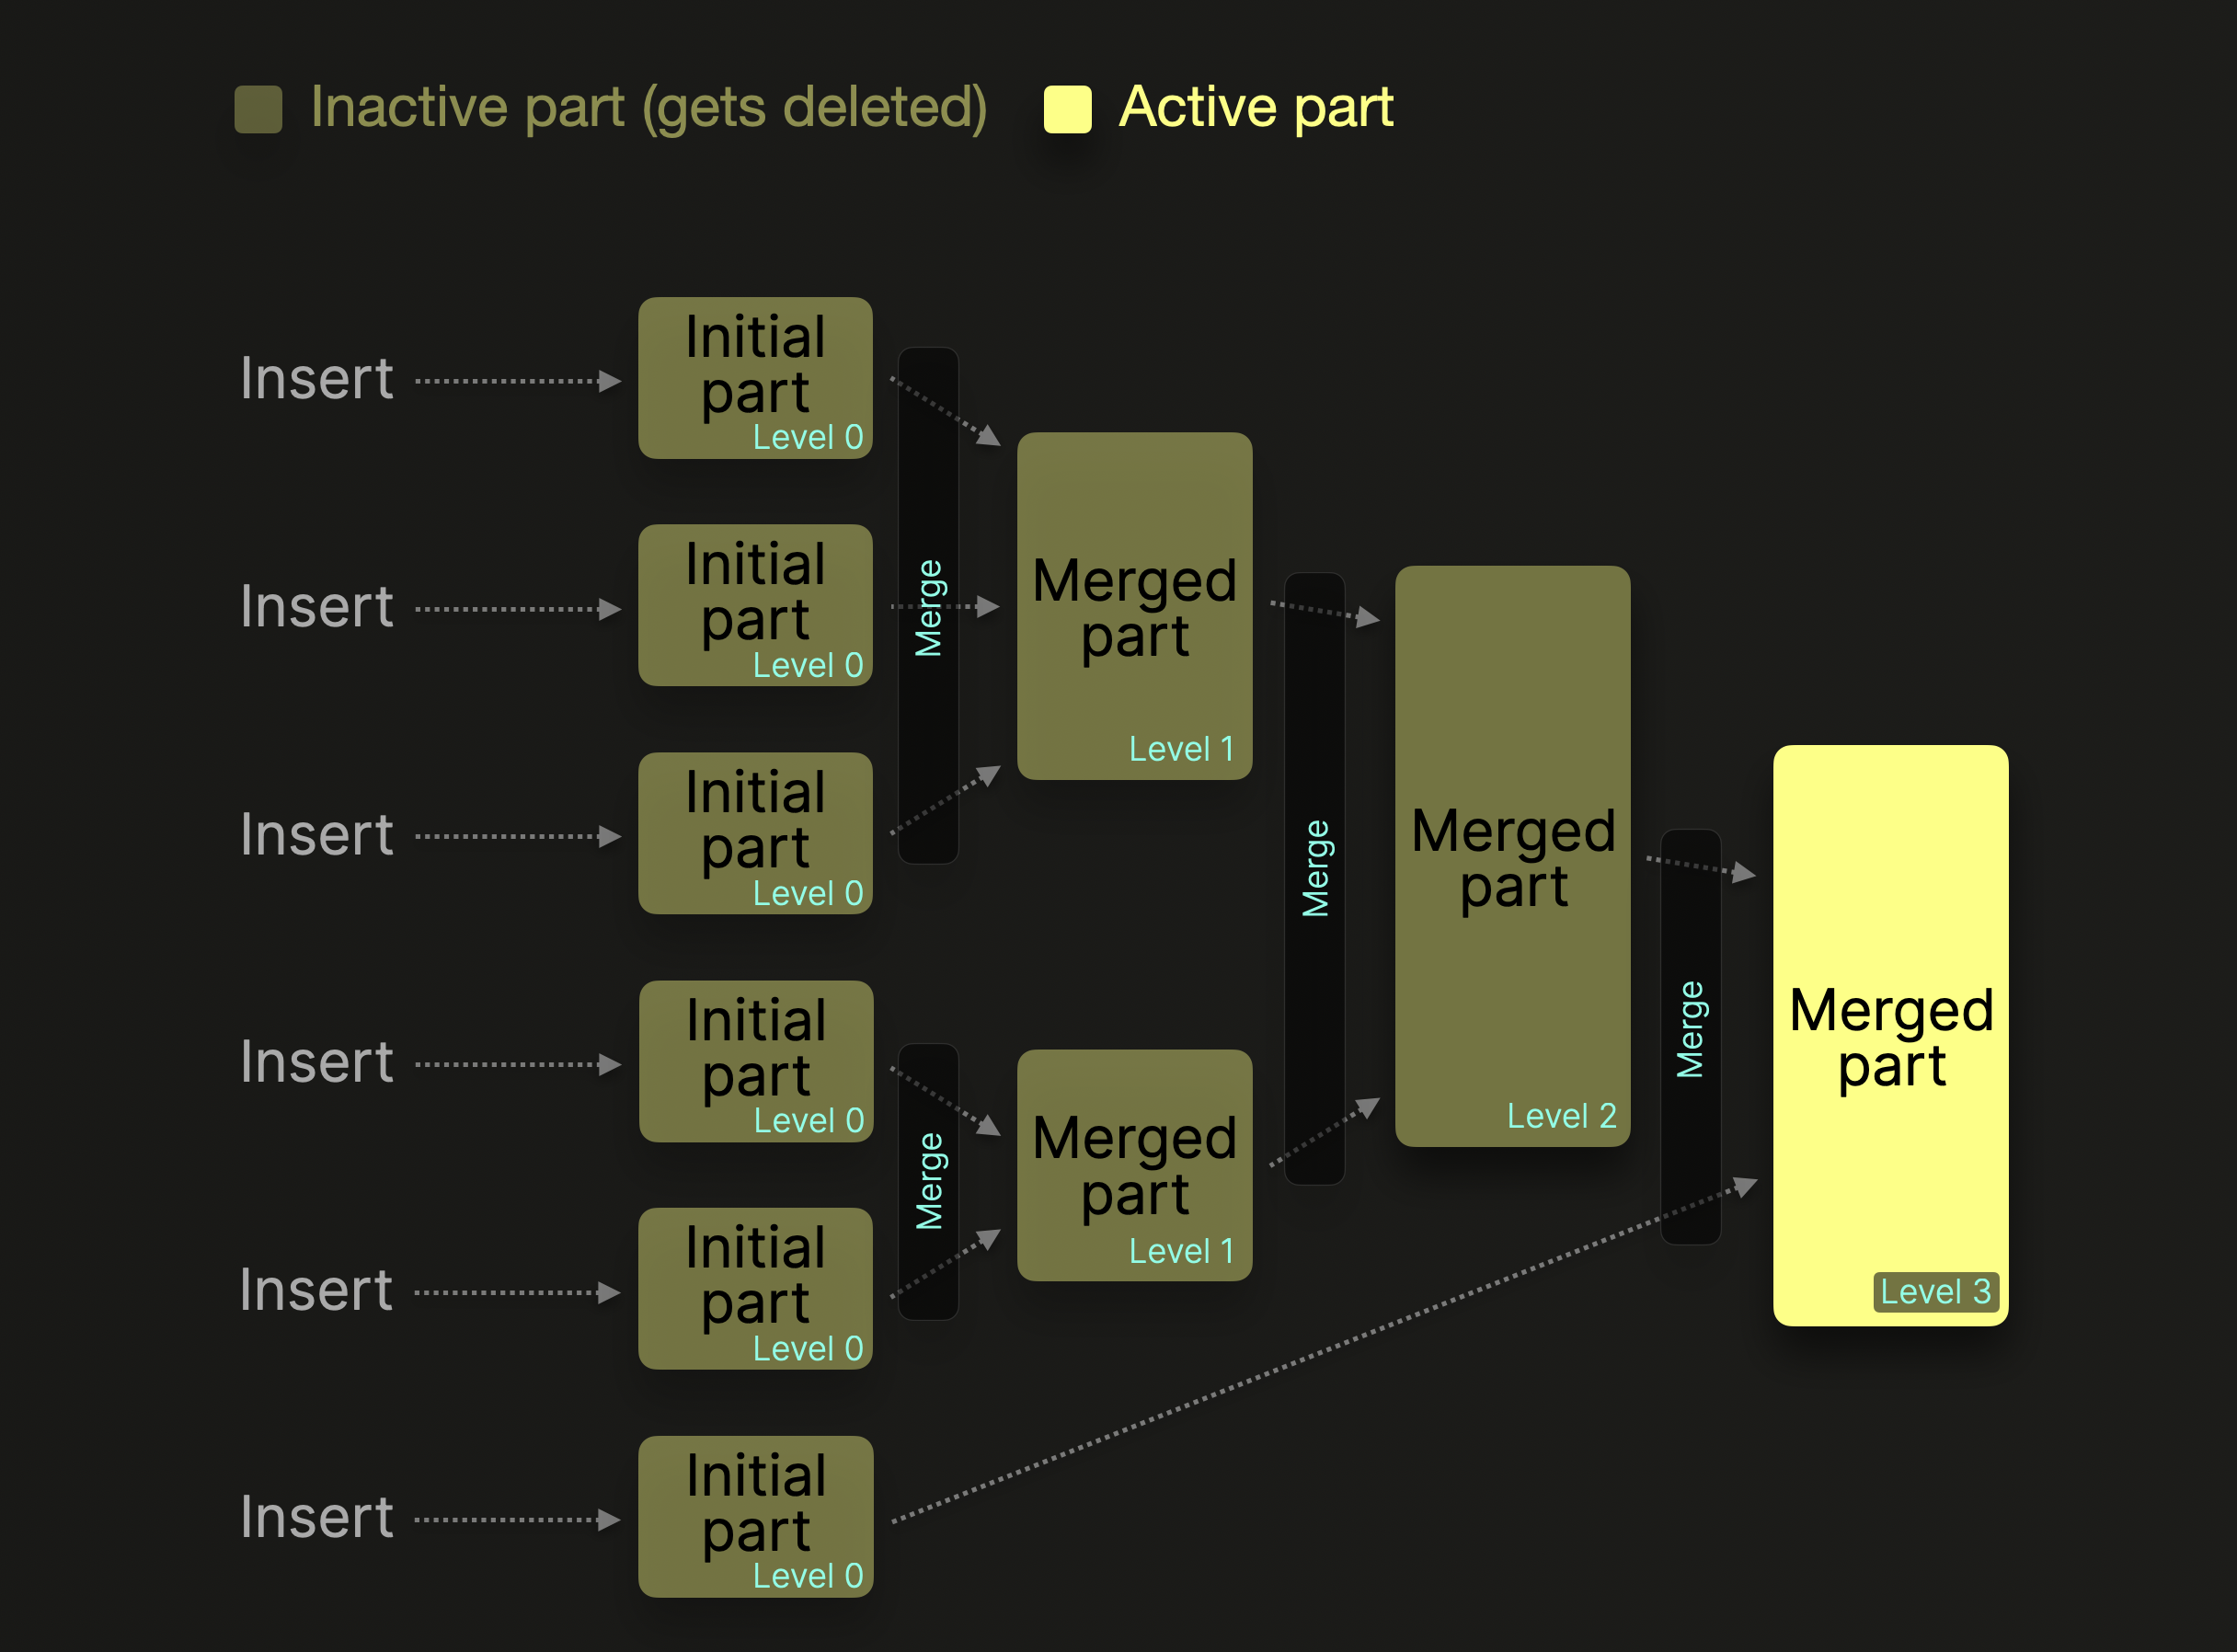 Inactive part (gets deleted)
Active part
Insert
Initial
part
Level 0
Insert
Initial
part
Level 0
Insert
Initial
part
Level 0
Merge
Merged
part
Level 1
Insert
Initial
part
Level 0
Insert
Initial
part
Level 0
Merge
Merged
part
Level 1
Merge
Merged
part
Level 2
Insert
Initial
part
Level 0
Merge
Merged
part
Level 3